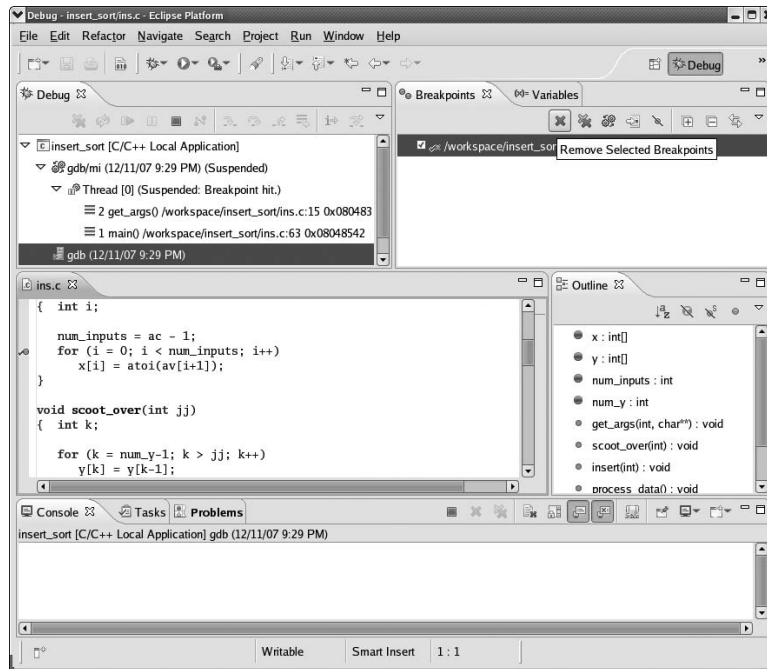 Debug - insert_sort/ins.c - Eclipse Platform
File Edit Refactor Navigate Search Project Run Window Help
Debug
»
Debug
Breakpoints
(x)= Variables
insert_sort [C/C++ Local Application]
gdb/mi (12/11/07 9:29 PM) (Suspended)
Thread [0] (Suspended: Breakpoint hit.)
2 get_args() /workspace/insert_sort/ins.c:15 0x080483
1 main() /workspace/insert_sort/ins.c:63 0x08048542
gdb (12/11/07 9:29 PM)
/workspace/insert_sor
Remove Selected Breakpoints
ins.c
{ int i;
num_inputs = ac - 1;
for (i = 0; i < num_inputs; i++)
x[i] = atoi(av[i+1]);
}
void scoot_over(int jj)
{ int k;
for (k = num_y-1; k > jj; k++)
y[k] = y[k-1];
Outline
x : int[]
y : int[]
num_inputs : int
num_y : int
get_args(int, char**) : void
scoot_over(int) : void
insert(int) : void
process_data() : void
Console
Tasks
Problems
insert_sort [C/C++ Local Application] gdb (12/11/07 9:29 PM)
Writable
Smart Insert
1 : 1